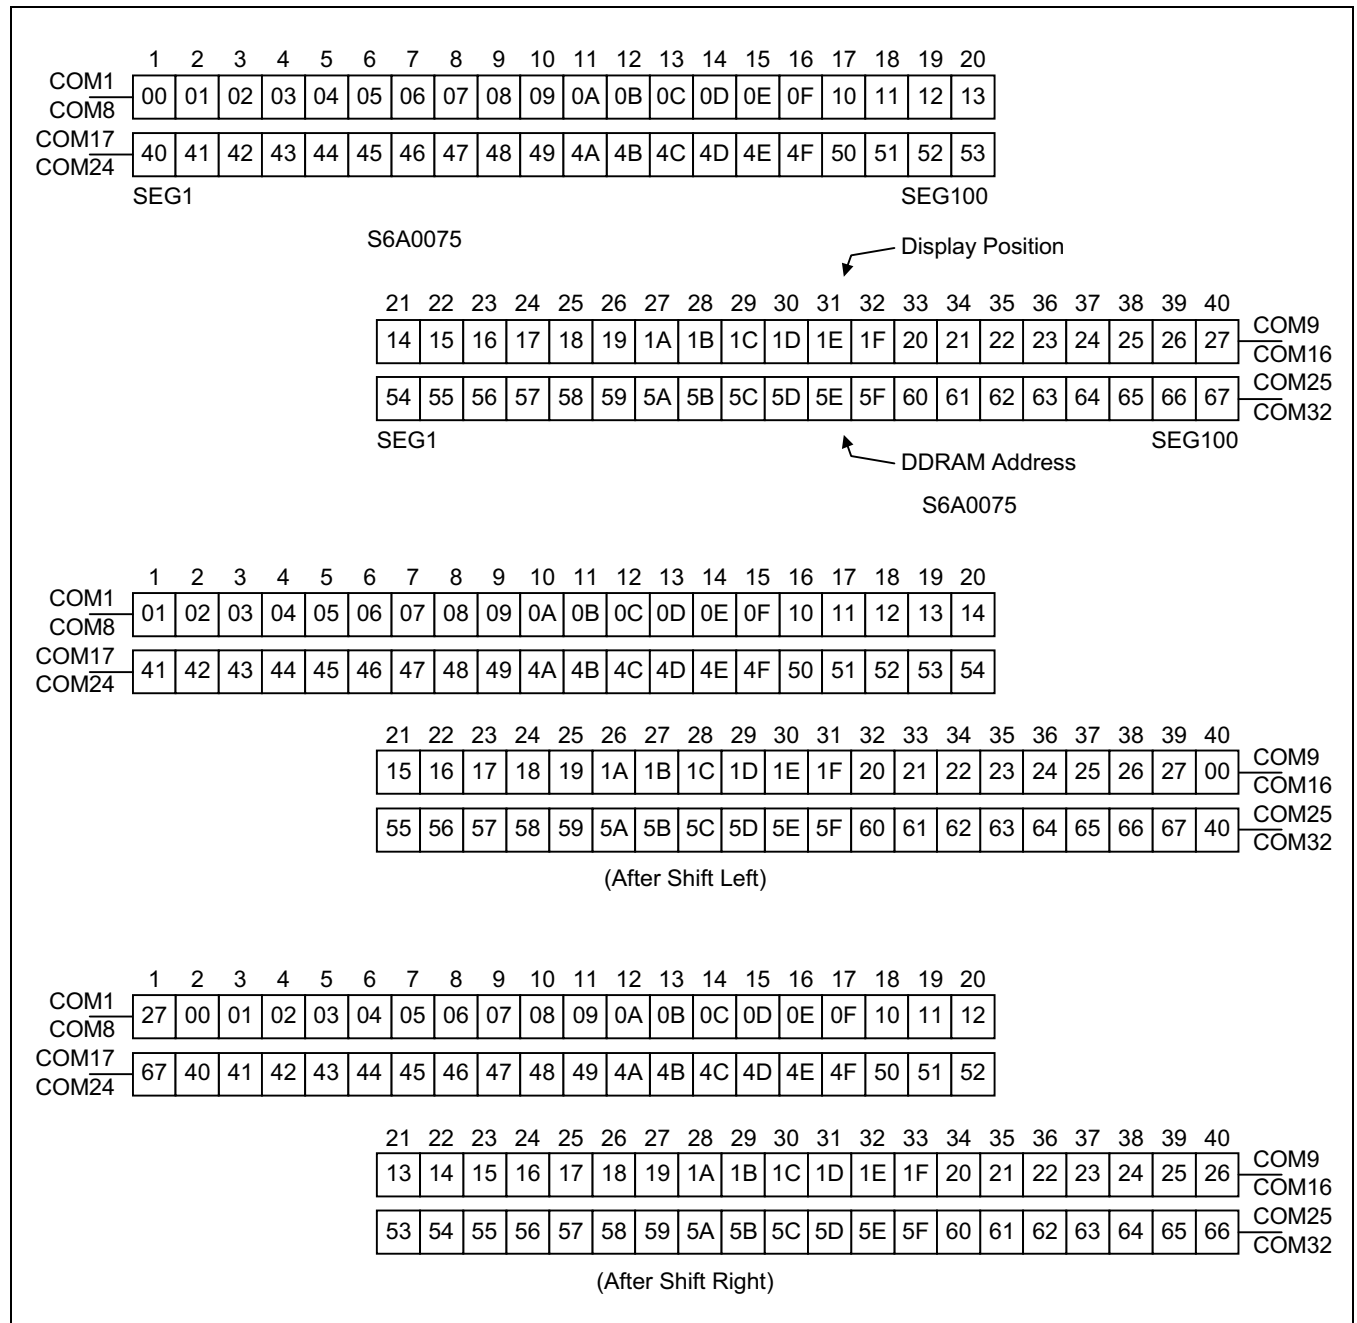 1 2 3 4 5 6 7 8 9 10 11 12 13 14 15 16 17 18 19 20
COM1
COM8
00 01 02 03 04 05 06 07 08 09 0A 0B 0C 0D 0E 0F 10 11 12 13
COM17
COM24
40 41 42 43 44 45 46 47 48 49 4A 4B 4C 4D 4E 4F 50 51 52 53
SEG1 SEG100
S6A0075
Display Position
21 22 23 24 25 26 27 28 29 30 31 32 33 34 35 36 37 38 39 40
14 15 16 17 18 19 1A 1B 1C 1D 1E 1F 20 21 22 23 24 25 26 27
COM9
COM16
54 55 56 57 58 59 5A 5B 5C 5D 5E 5F 60 61 62 63 64 65 66 67
COM25
COM32
SEG1 SEG100
DDRAM Address
S6A0075
1 2 3 4 5 6 7 8 9 10 11 12 13 14 15 16 17 18 19 20
COM1
COM8
01 02 03 04 05 06 07 08 09 0A 0B 0C 0D 0E 0F 10 11 12 13 14
COM17
COM24
41 42 43 44 45 46 47 48 49 4A 4B 4C 4D 4E 4F 50 51 52 53 54
21 22 23 24 25 26 27 28 29 30 31 32 33 34 35 36 37 38 39 40
15 16 17 18 19 1A 1B 1C 1D 1E 1F 20 21 22 23 24 25 26 27 00
COM9
COM16
55 56 57 58 59 5A 5B 5C 5D 5E 5F 60 61 62 63 64 65 66 67 40
COM25
COM32
(After Shift Left)
1 2 3 4 5 6 7 8 9 10 11 12 13 14 15 16 17 18 19 20
COM1
COM8
27 00 01 02 03 04 05 06 07 08 09 0A 0B 0C 0D 0E 0F 10 11 12
COM17
COM24
67 40 41 42 43 44 45 46 47 48 49 4A 4B 4C 4D 4E 4F 50 51 52
21 22 23 24 25 26 27 28 29 30 31 32 33 34 35 36 37 38 39 40
13 14 15 16 17 18 19 1A 1B 1C 1D 1E 1F 20 21 22 23 24 25 26
COM9
COM16
53 54 55 56 57 58 59 5A 5B 5C 5D 5E 5F 60 61 62 63 64 65 66
COM25
COM32
(After Shift Right)